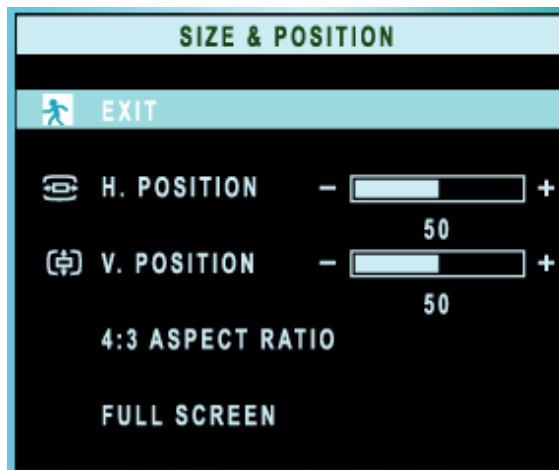 SIZE & POSITION
EXIT
H. POSITION - +
50
V. POSITION - +
50
4:3 ASPECT RATIO
FULL SCREEN